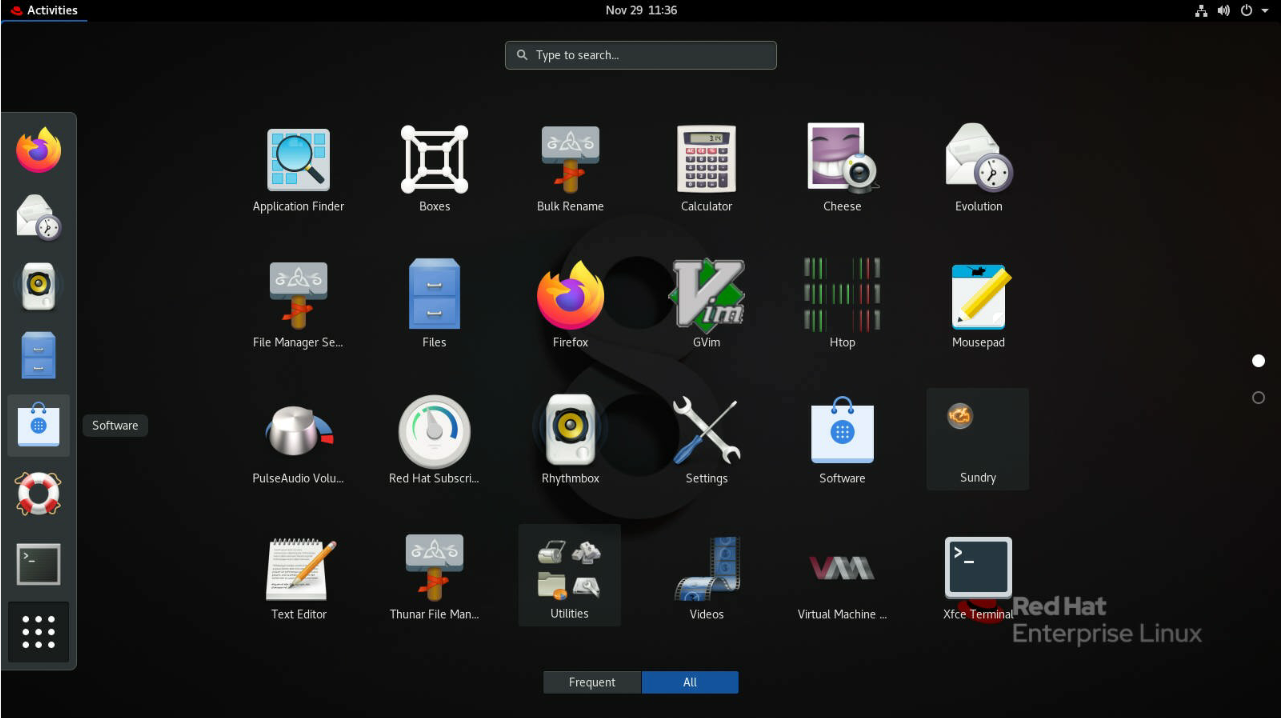 Activities
Nov 29 11:36
Type to search...
Application Finder
Boxes
Bulk Rename
Calculator
Cheese
Evolution
File Manager Se...
Files
Firefox
GVim
Htop
Mousepad
Software
PulseAudio Volu...
Red Hat Subscri...
Rhythmbox
Settings
Software
Sundry
Text Editor
Thunar File Man...
Utilities
Videos
Virtual Machine ...
Xfce Terminal
Red Hat
Enterprise Linux
Frequent
All